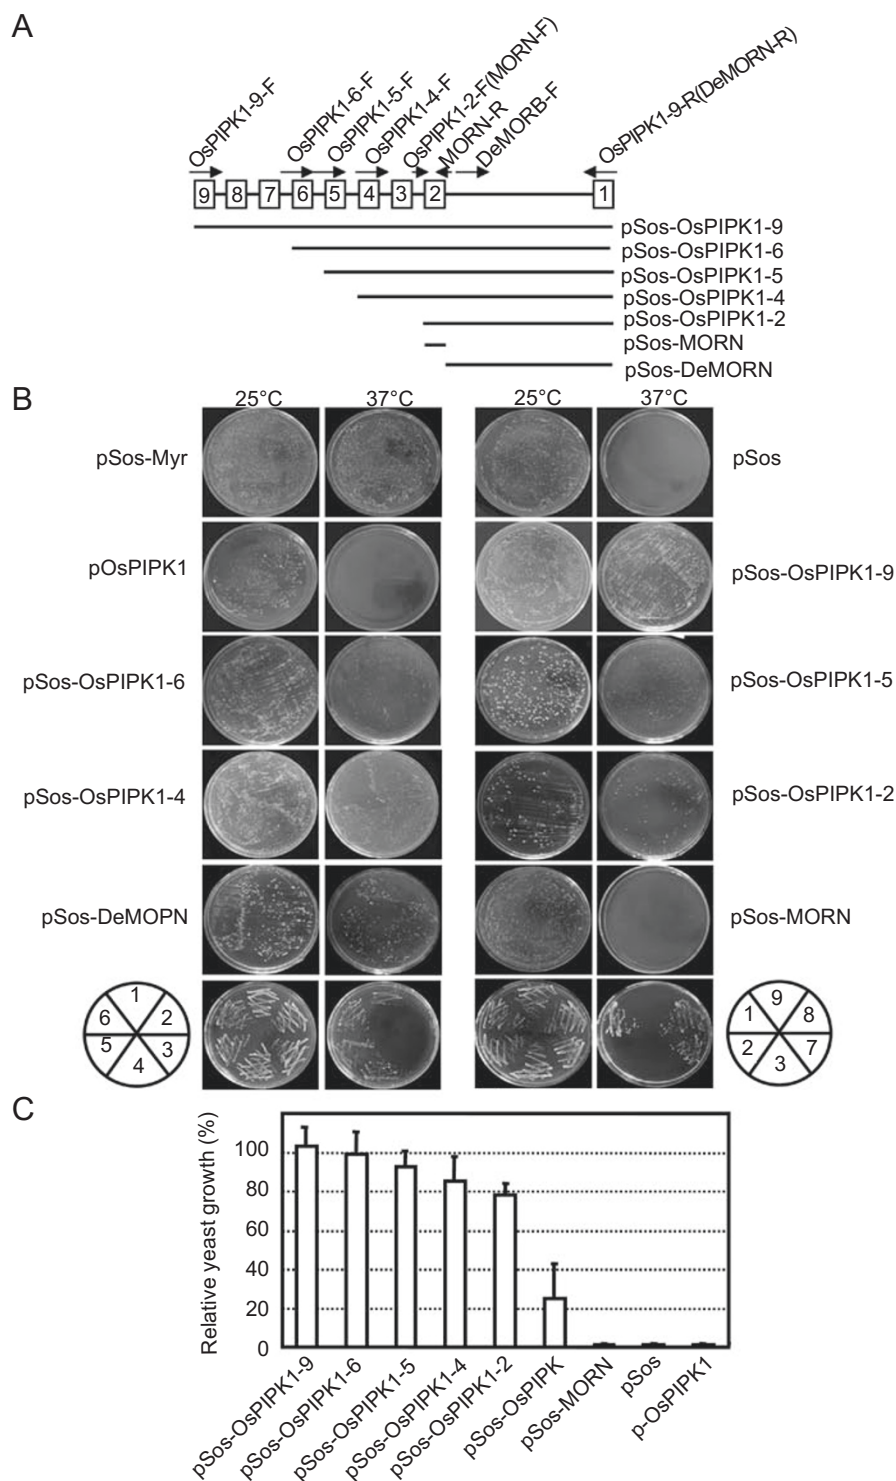 A
OsPIPK1-9-F
OsPIPK1-6-F
OsPIPK1-5-F
OsPIPK1-4-F
OsPIPK1-2-F(MORN-F)
MORN-R
DeMORB-F
OsPIPK1-9-R(DeMORN-R)
9 8 7 6 5 4 3 2 1
pSos-OsPIPK1-9
pSos-OsPIPK1-6
pSos-OsPIPK1-5
pSos-OsPIPK1-4
pSos-OsPIPK1-2
pSos-MORN
pSos-DeMORN
B
25°C 37°C 25°C 37°C
pSos-Myr pSos
pOsPIPK1 pSos-OsPIPK1-9
pSos-OsPIPK1-6 pSos-OsPIPK1-5
pSos-OsPIPK1-4 pSos-OsPIPK1-2
pSos-DeMOPN pSos-MORN
1 2 3 4 5 6
9 8 7 3 2 1
C
Relative yeast growth (%)
100
80
60
40
20
0
pSos-OsPIPK1-9
pSos-OsPIPK1-6
pSos-OsPIPK1-5
pSos-OsPIPK1-4
pSos-OsPIPK1-2
pSos-OsPIPK
pSos-MORN
pSos
p-OsPIPK1